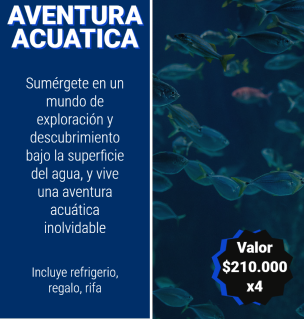 AVENTURA
ACUATICA
Sumérgete en un
mundo de
exploración y
descubrimiento
bajo la superficie
del agua, y vive
una aventura
acuática
inolvidable
Incluye refrigerio,
regalo, rifa
Valor
$210.000
x4